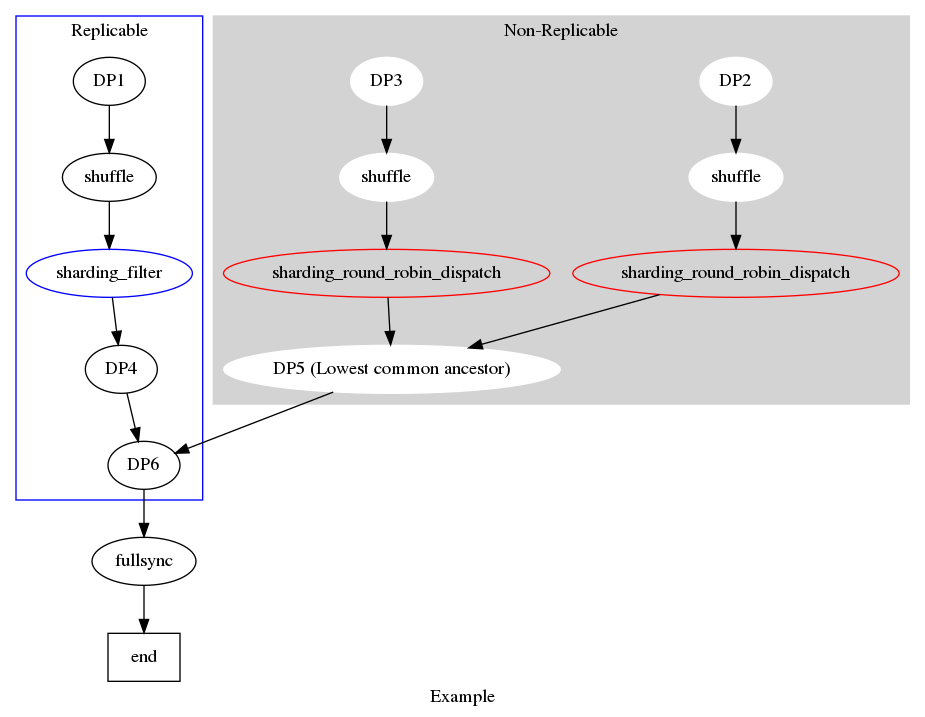 Replicable
Non-Replicable
DP1
DP3
DP2
shuffle
shuffle
shuffle
sharding_filter
sharding_round_robin_dispatch
sharding_round_robin_dispatch
DP4
DP5 (Lowest common ancestor)
DP6
fullsync
end
Example